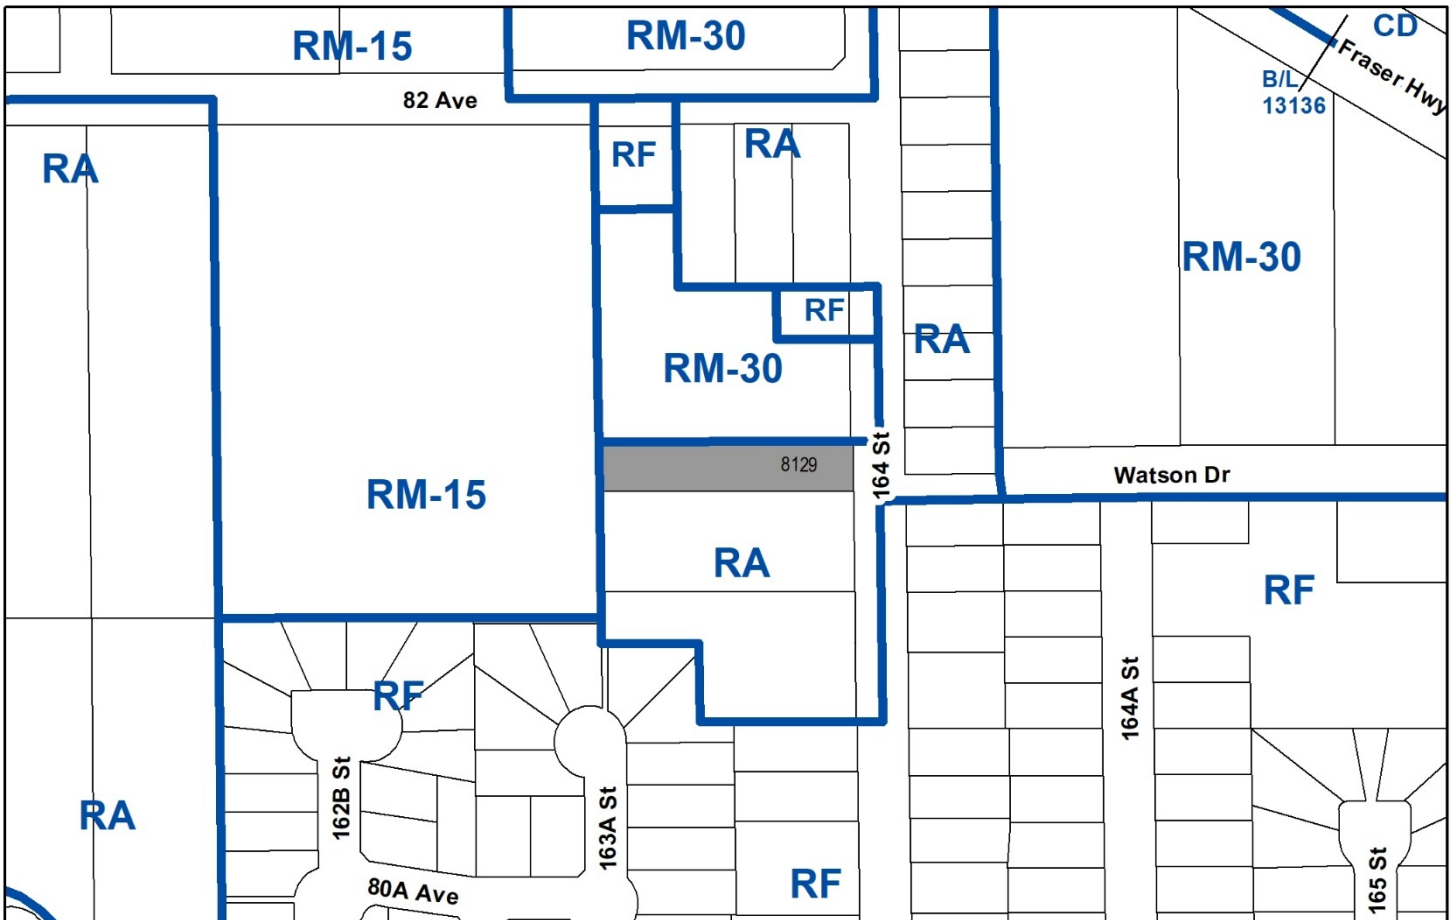 RM-15
RM-30
CD
Fraser Hwy
B/L
13136
82 Ave
RA
RF
RA
RM-30
RF
RA
RM-30
164 St
8129
Watson Dr
RM-15
RA
RF
RF
164A St
RA
162B St
163A St
80A Ave
RF
165 St